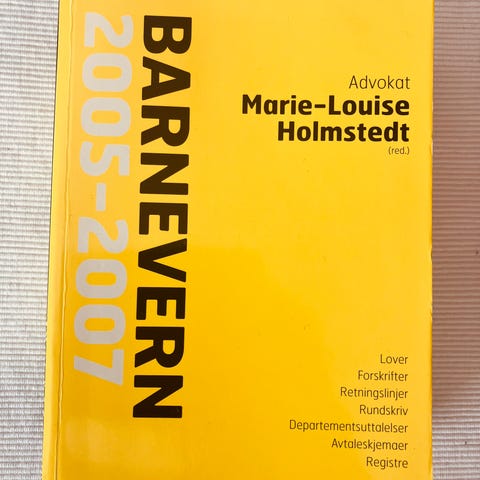 BARNEVERN
2005-2007
Advokat
Marie-Louise
Holmstedt
(red.)
Lover
Forskrifter
Retningslinjer
Rundskriv
Departementsuttalelser
Avtaleskjemaer
Registre